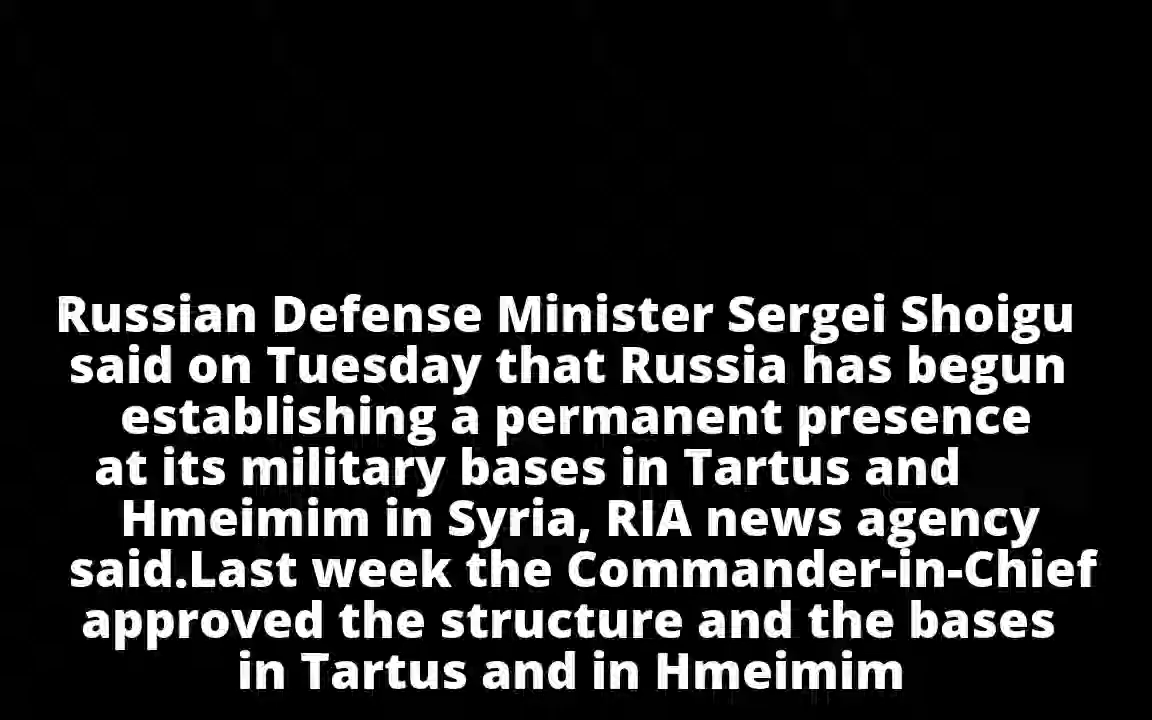 Russian Defense Minister Sergei Shoigu
said on Tuesday that Russia has begun
establishing a permanent presence
at its military bases in Tartus and
Hmeimim in Syria, RIA news agency
said.Last week the Commander-in-Chief
approved the structure and the bases
in Tartus and in Hmeimim